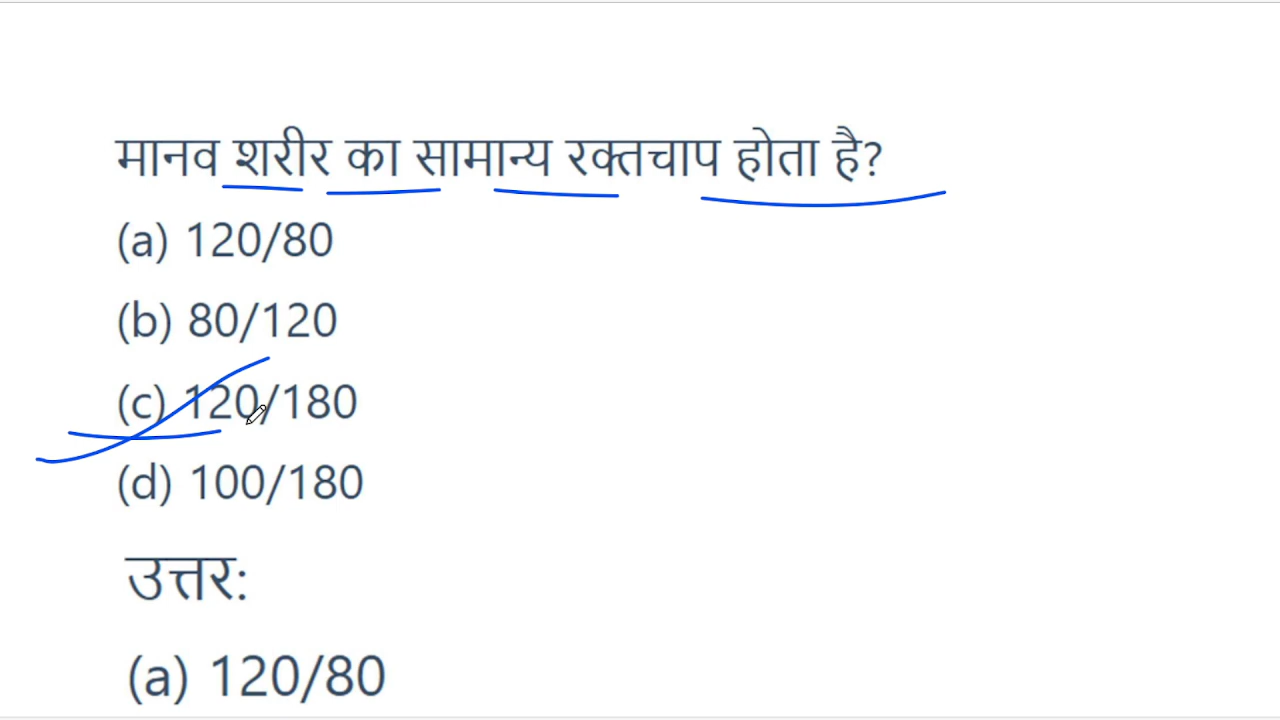 मानव शरीर का सामान्य रक्तचाप होता है?
(a) 120/80
(b) 80/120
(c) 120/180
(d) 100/180
उत्तर:
(a) 120/80